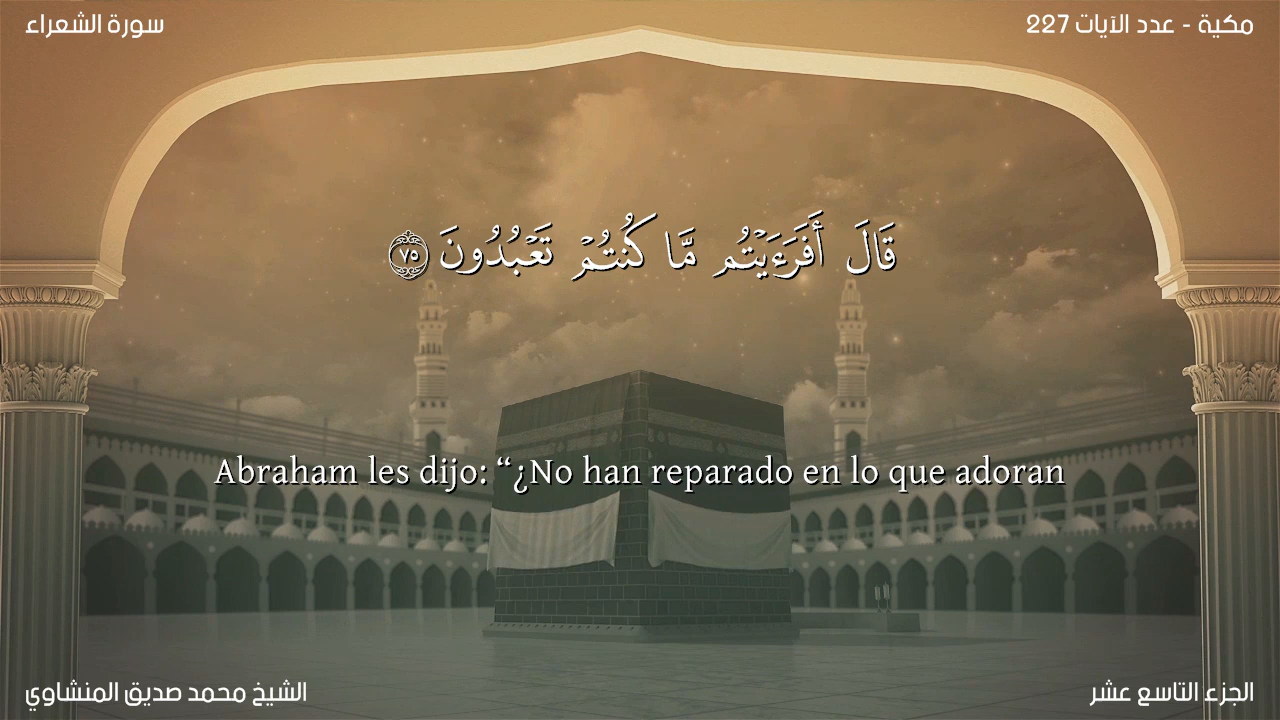 سورة الشعراء
مكية - عدد الآيات 227
قَالَ أَفَرَءَيْتُم مَّا كُنتُمْ تَعْبُدُونَ ٧٥
Abraham les dijo: “¿No han reparado en lo que adoran
الشيخ محمد صديق المنشاوي
الجزء التاسع عشر